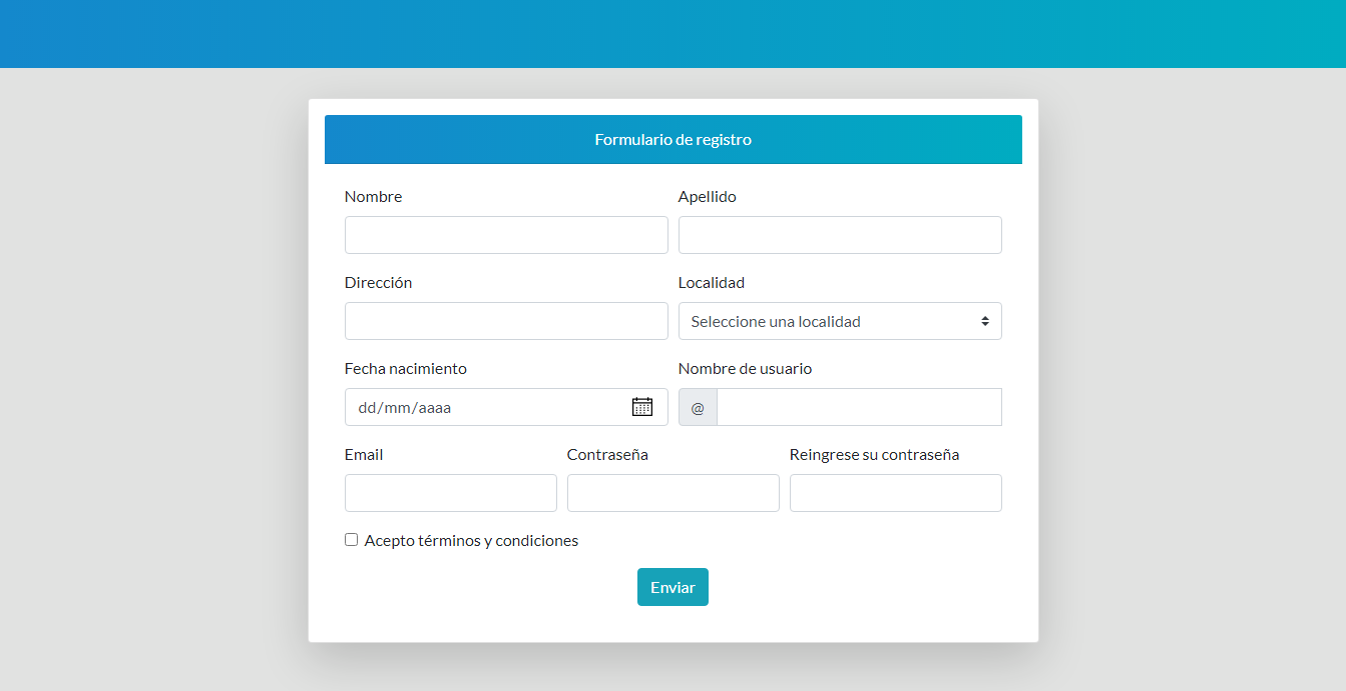 Formulario de registro
Nombre Apellido
Dirección Localidad
Seleccione una localidad
Fecha nacimiento Nombre de usuario
dd/mm/aaaa @
Email Contraseña Reingrese su contraseña
Acepto términos y condiciones
Enviar